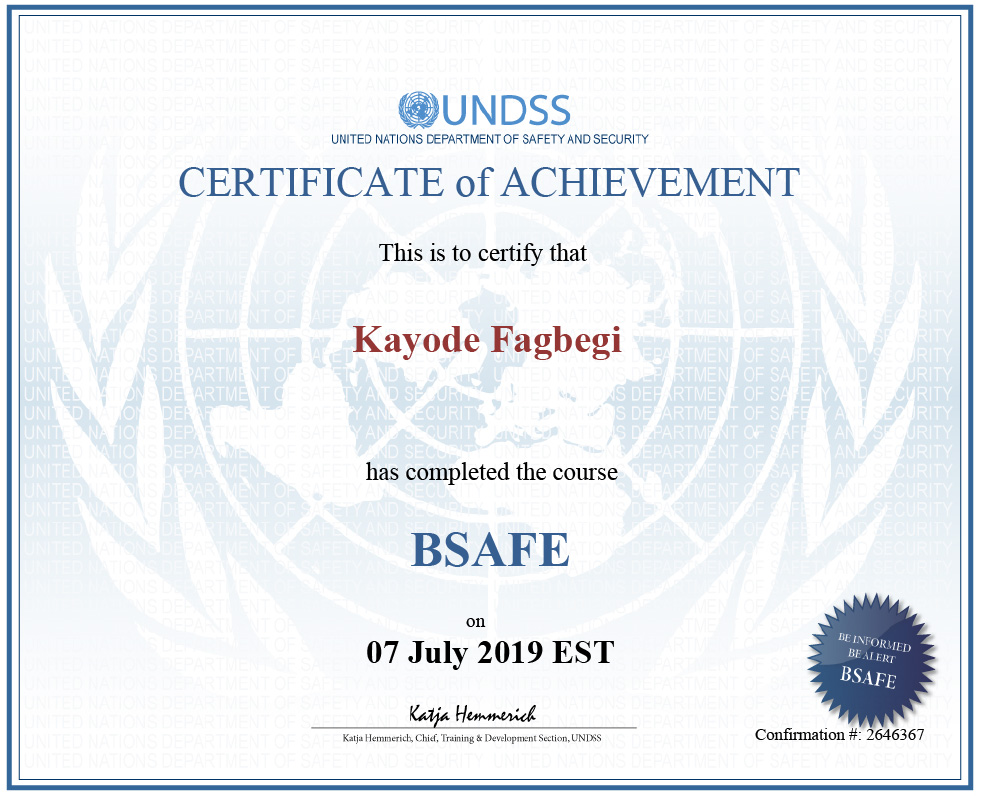 UNDSS
UNITED NATIONS DEPARTMENT OF SAFETY AND SECURITY
CERTIFICATE of ACHIEVEMENT
This is to certify that
Kayode Fagbegi
has completed the course
BSAFE
on
07 July 2019 EST
Katja Hemmerich
Katja Hemmerich, Chief, Training & Development Section, UNDSS
BE INFORMED
BE ALERT
BSAFE
Confirmation #: 2646367